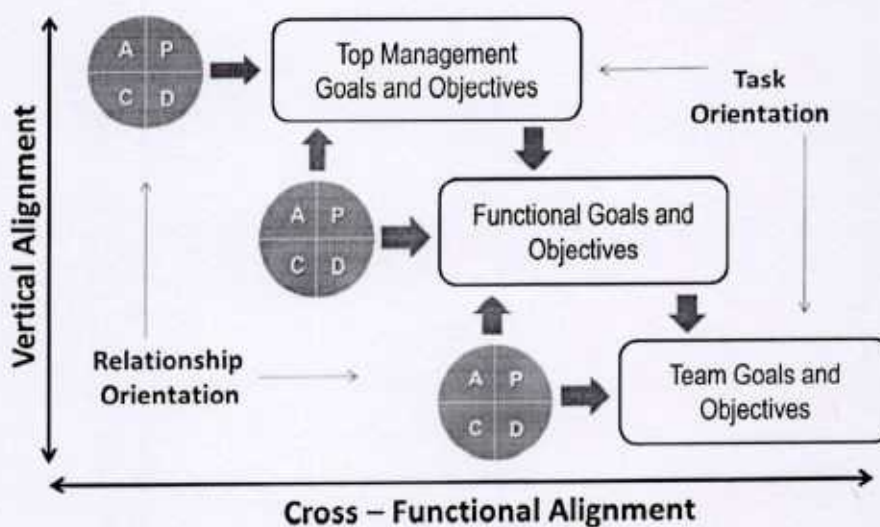 A P
C D
Top Management
Goals and Objectives
Task
Orientation
A P
C D
Functional Goals and
Objectives
Vertical Alignment
Relationship
Orientation
A P
C D
Team Goals and
Objectives
Cross – Functional Alignment